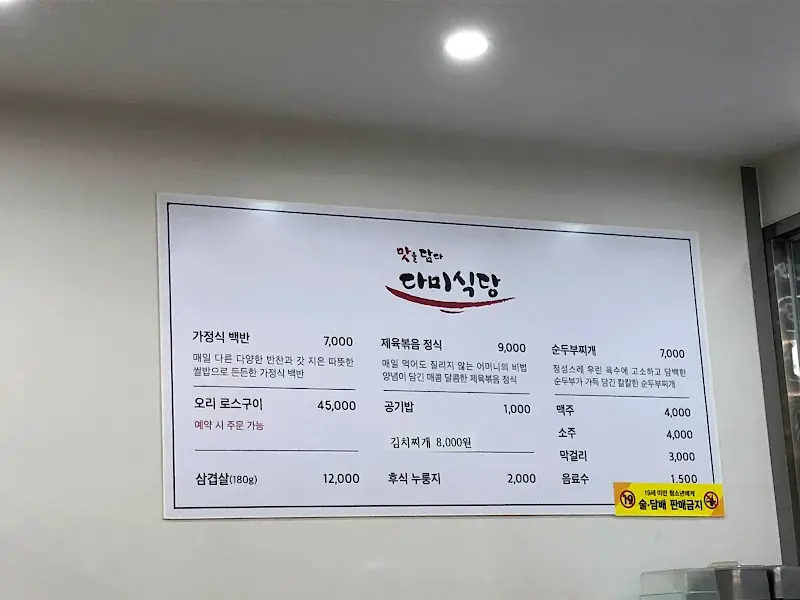 맛을 담다
다미식당
가정식 백반 7,000
매일 다른 다양한 반찬과 갓 지은 따뜻한
쌀밥으로 든든한 가정식 백반
오리 로스구이 45,000
예약 시 주문 가능
삼겹살(180g) 12,000
제육볶음 정식 9,000
매일 먹어도 질리지 않는 어머니의 비법
양념이 담긴 매콤 달콤한 제육볶음 정식
공기밥 1,000
김치찌개 8,000원
후식 누룽지 2,000
순두부찌개 7,000
정성스레 우린 육수에 고소하고 담백한
순두부가 가득 담긴 칼칼한 순두부찌개
맥주 4,000
소주 4,000
막걸리 3,000
음료수 1,500
19세 미만 청소년에게
19 술·담배 판매금지